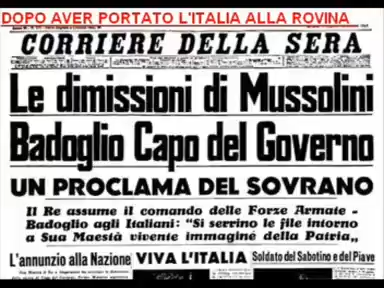 DOPO AVER PORTATO L'ITALIA ALLA ROVINA
CORRIERE DELLA SERA
Le dimissioni di Mussolini
Badoglio Capo del Governo
UN PROCLAMA DEL SOVRANO
Il Re assume il comando delle Forze Armate -
Badoglio agli Italiani: "Si serrino le file intorno
a Sua Maestà vivente immagine della Patria„
L'annunzio alla Nazione
VIVA L'ITALIA
Soldato del Sabotino e del Piave